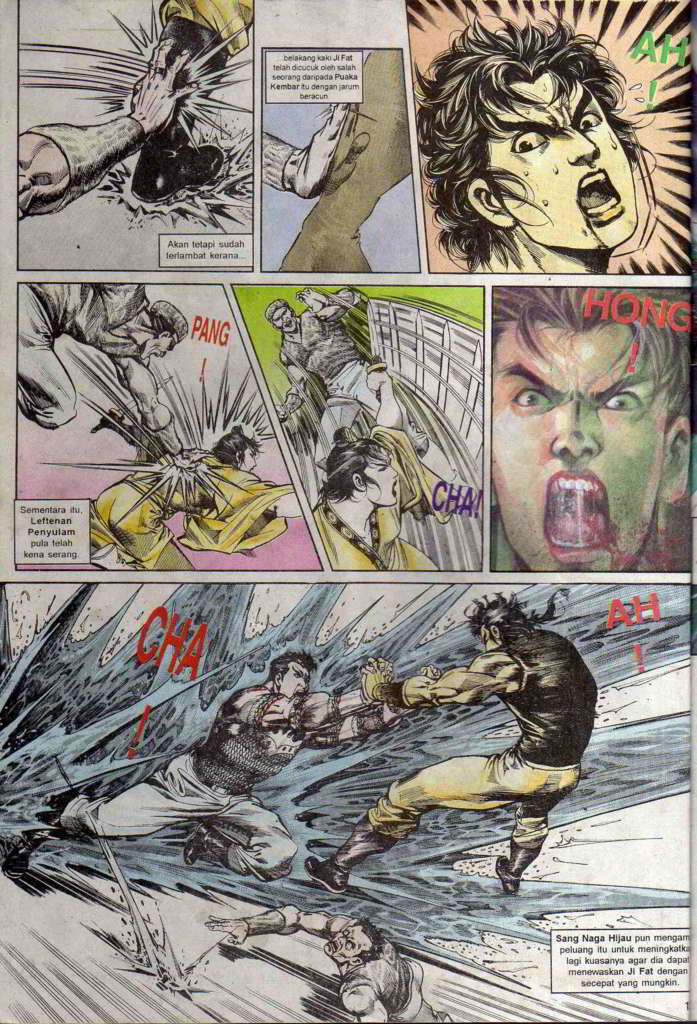 ...belakang kaki Ji Fat
telah dicucuk oleh salah
seorang daripada Puaka
Kembar itu dengan jarum
beracun.
AH
!
Akan tetapi sudah
terlambat kerana...
PANG
!
HONG
!
CHA!
Sementara itu,
Leftenan
Penyulam
pula telah
kena serang.
CHA
!
AH
!
Sang Naga Hijau pun mengam
peluang itu untuk meningkatka
lagi kuasanya agar dia dapat
menewaskan Ji Fat dengan
secepat yang mungkin.